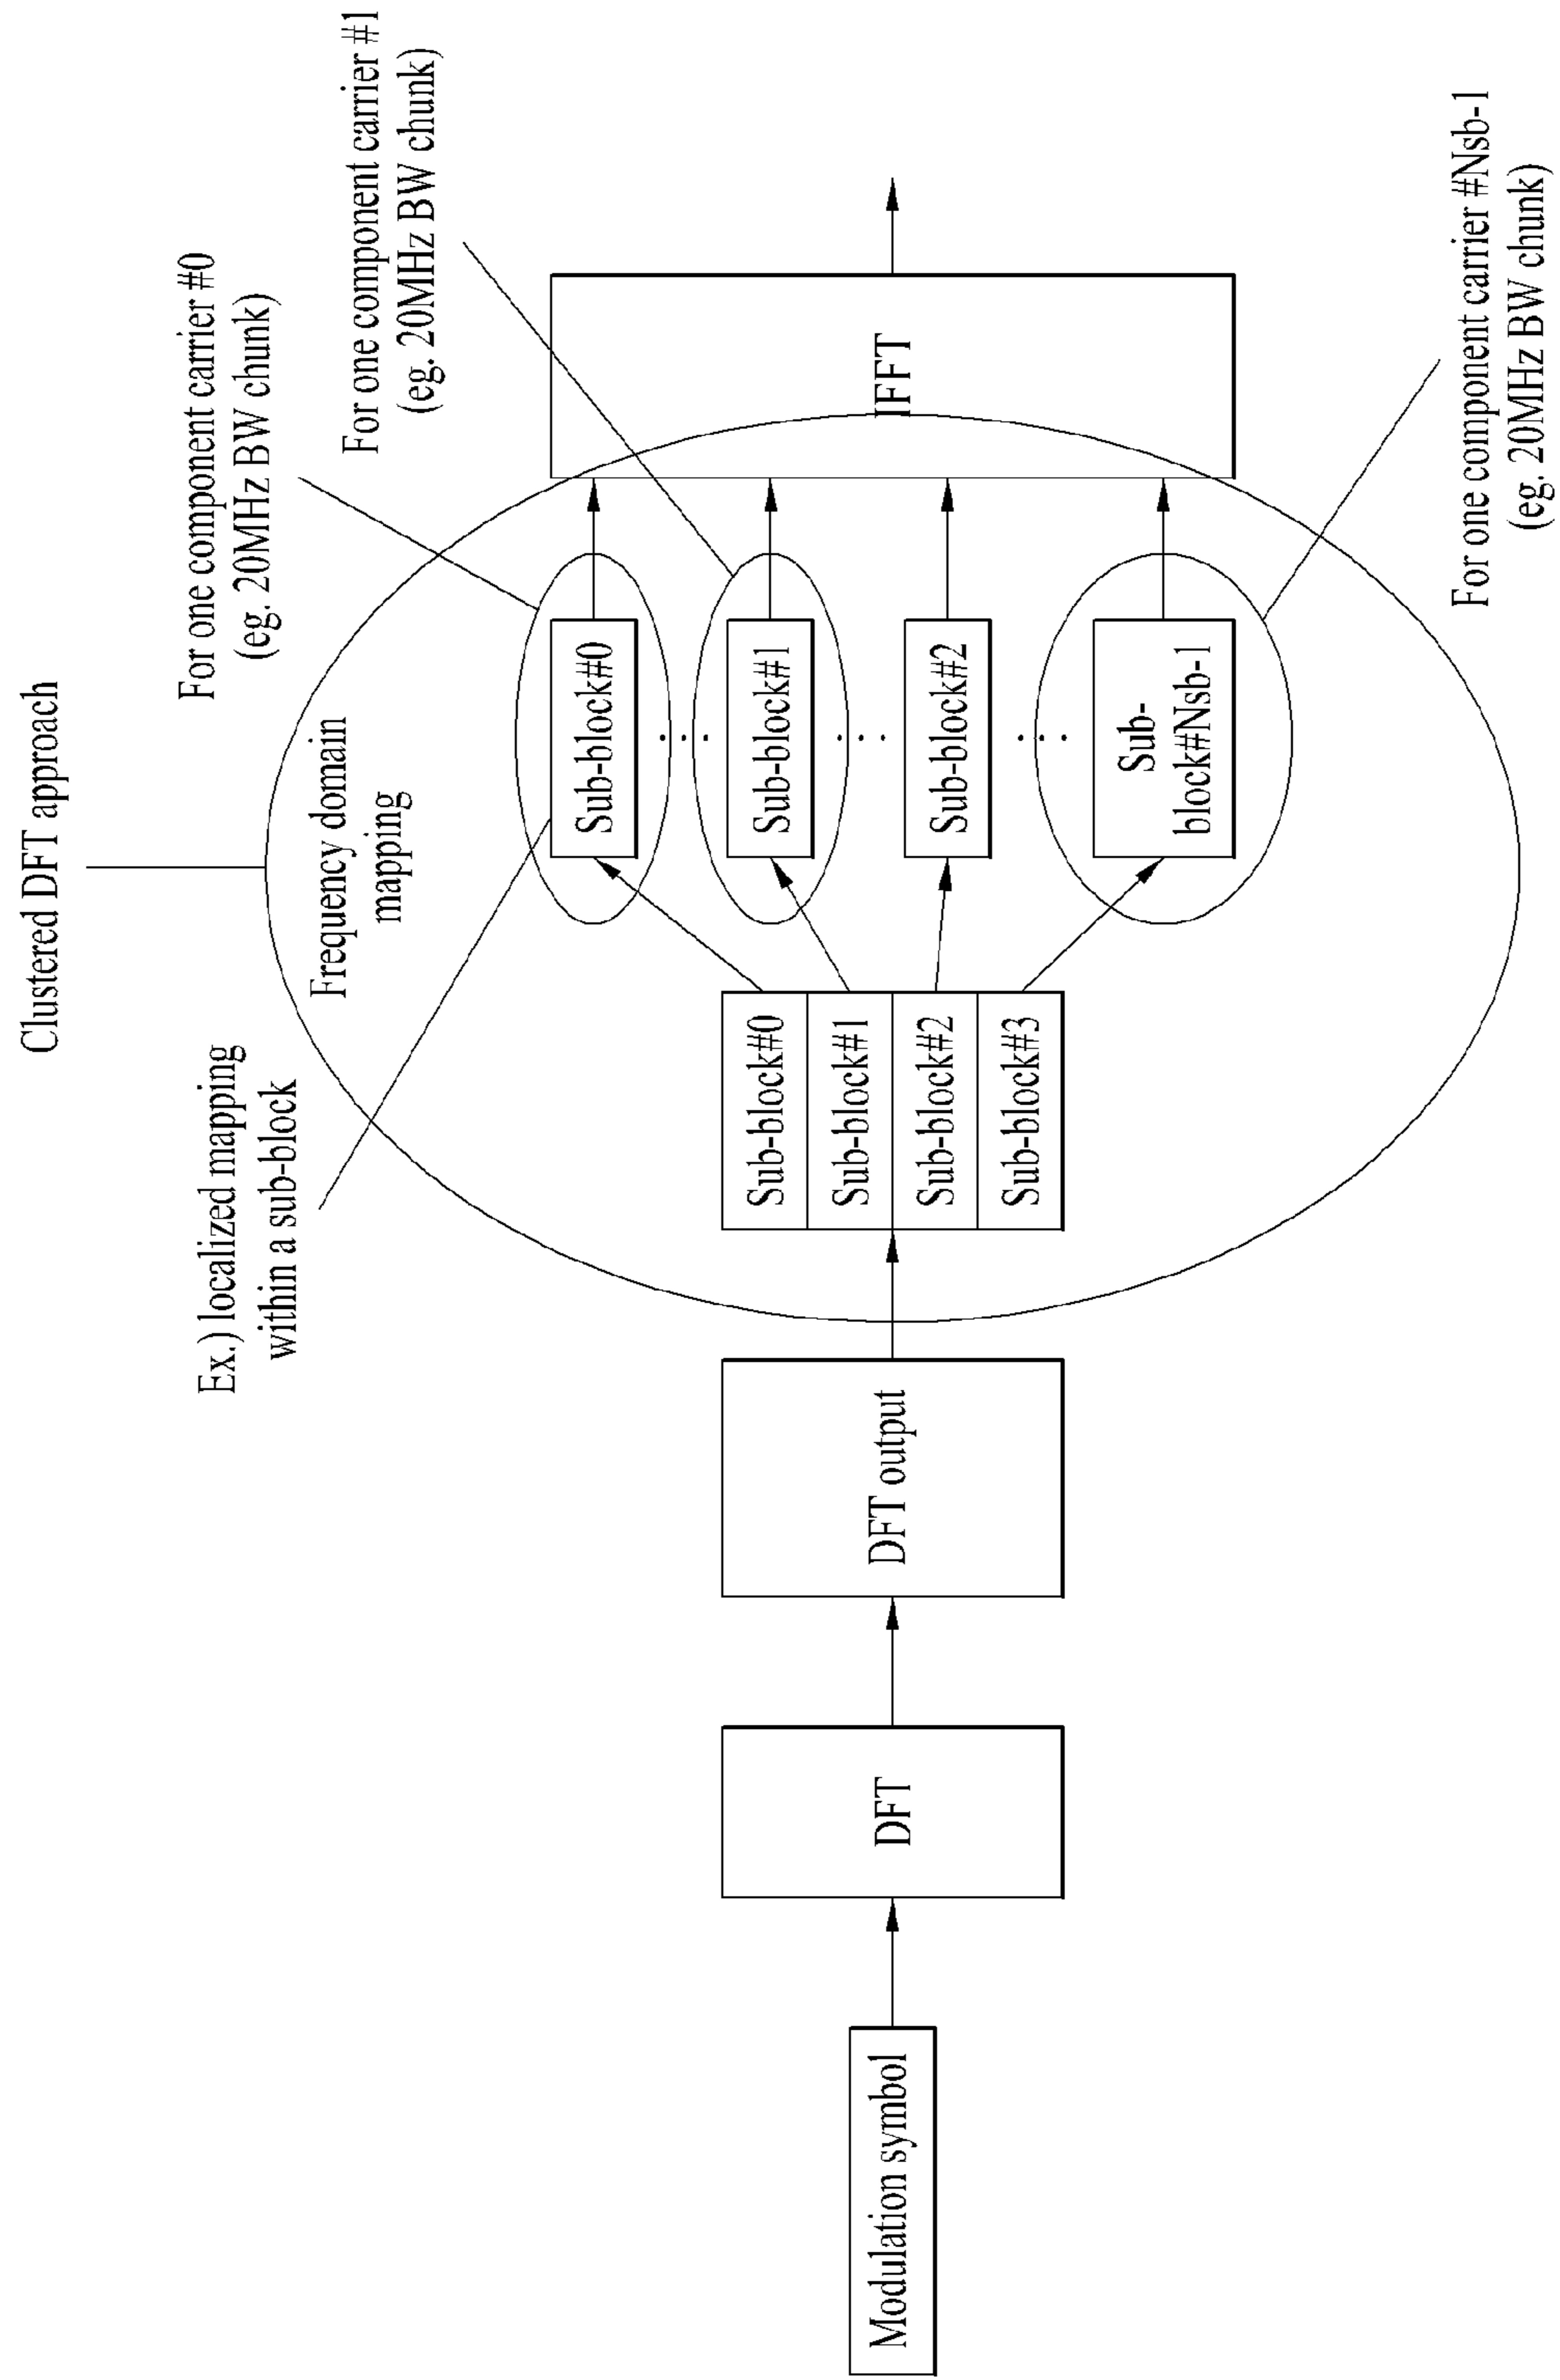 Clustered DFT approach
Ex.) localized mapping
within a sub-block
Frequency domain
mapping
For one component carrier #0
(eg. 20MHz BW chunk)
For one component carrier #1
(eg. 20MHz BW chunk)
Modulation symbol
DFT
DFT output
Sub-block#0
Sub-block#1
Sub-block#2
Sub-block#3
Sub-block#0
Sub-block#1
Sub-block#2
Sub-
block#Nsb-1
IFFT
For one component carrier #Nsb-1
(eg. 20MHz BW chunk)